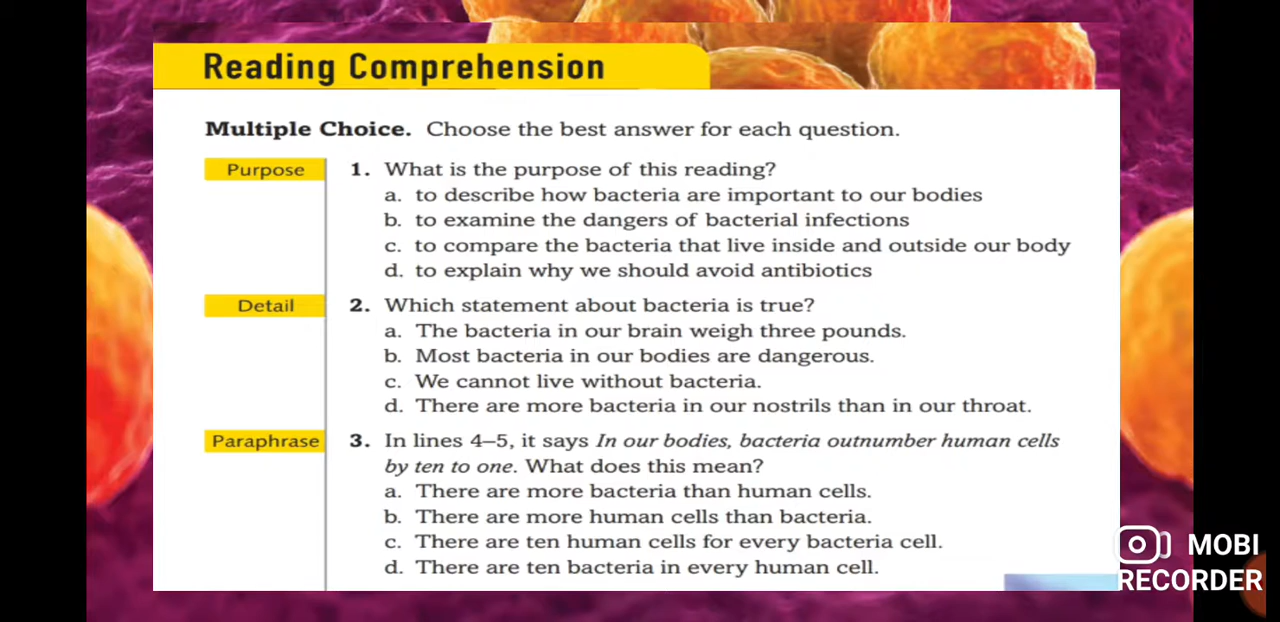 Reading Comprehension
Multiple Choice. Choose the best answer for each question.
Purpose
1. What is the purpose of this reading?
a. to describe how bacteria are important to our bodies
b. to examine the dangers of bacterial infections
c. to compare the bacteria that live inside and outside our body
d. to explain why we should avoid antibiotics
Detail
2. Which statement about bacteria is true?
a. The bacteria in our brain weigh three pounds.
b. Most bacteria in our bodies are dangerous.
c. We cannot live without bacteria.
d. There are more bacteria in our nostrils than in our throat.
Paraphrase
3. In lines 4–5, it says In our bodies, bacteria outnumber human cells
by ten to one. What does this mean?
a. There are more bacteria than human cells.
b. There are more human cells than bacteria.
c. There are ten human cells for every bacteria cell.
d. There are ten bacteria in every human cell.
MOBI
RECORDER